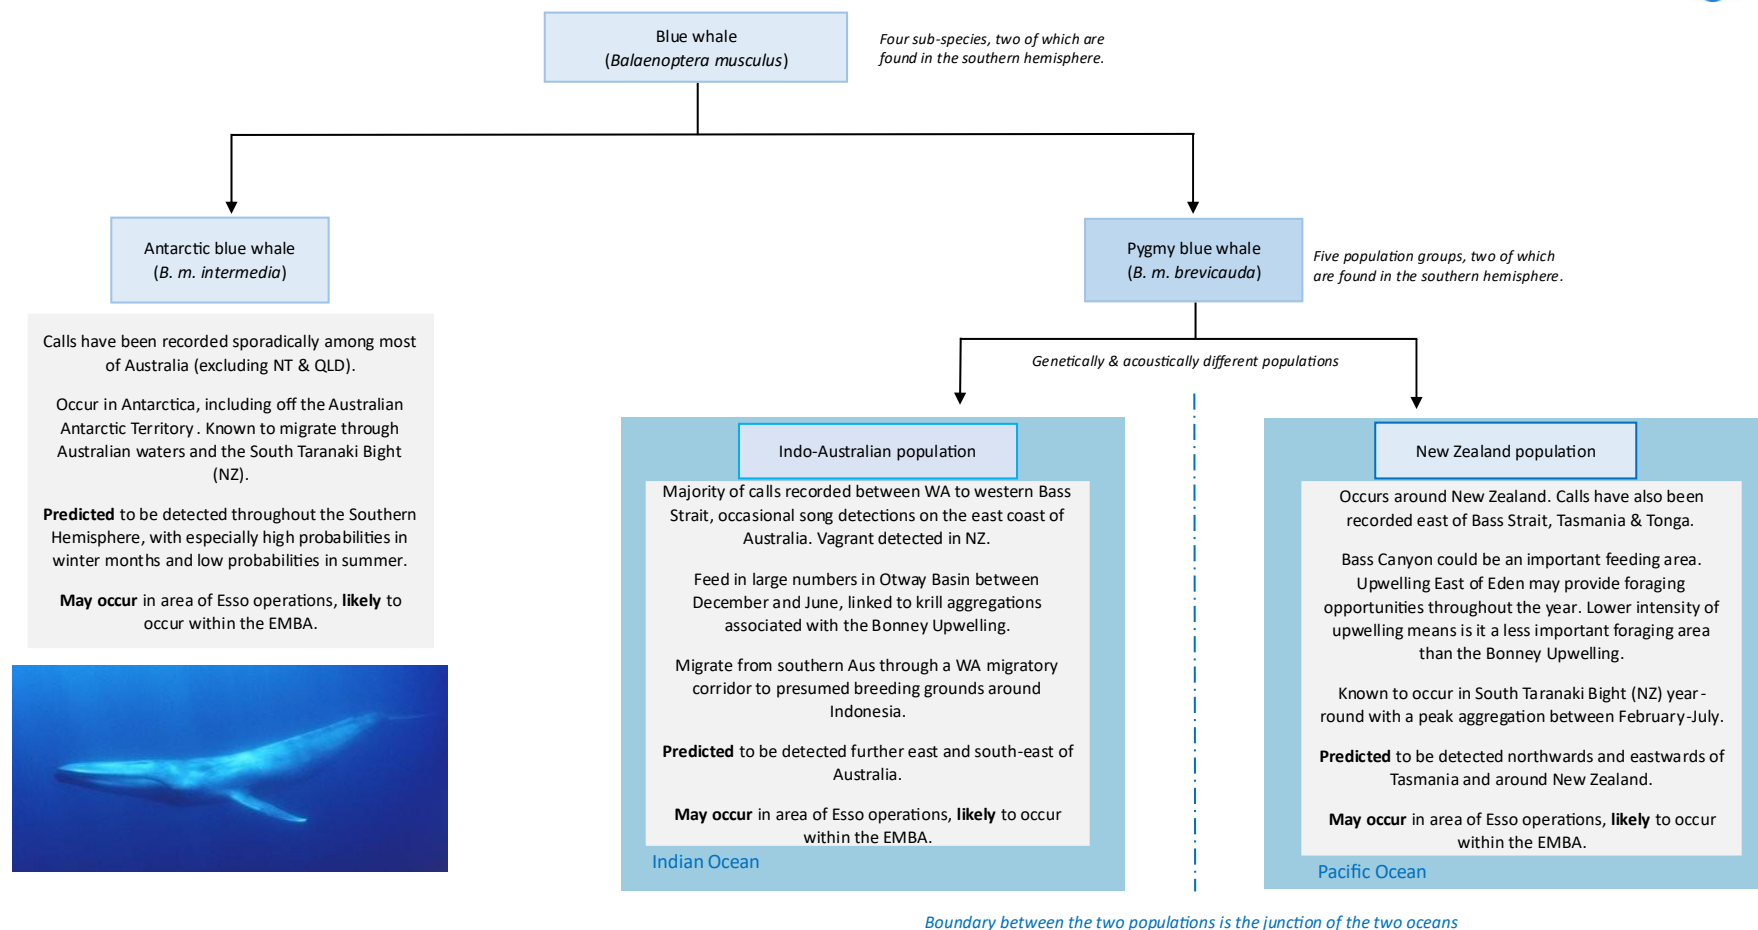 Blue whale
(Balaenoptera musculus)
Four sub-species, two of which are
found in the southern hemisphere.
Antarctic blue whale
(B. m. intermedia)
Pygmy blue whale
(B. m. brevicauda)
Five population groups, two of which
are found in the southern hemisphere.
Calls have been recorded sporadically among most
of Australia (excluding NT & QLD).
Occur in Antarctica, including off the Australian
Antarctic Territory. Known to migrate through
Australian waters and the South Taranaki Bight
(NZ).
Predicted to be detected throughout the Southern
Hemisphere, with especially high probabilities in
winter months and low probabilities in summer.
May occur in area of Esso operations, likely to
occur within the EMBA.
Genetically & acoustically different populations
Indo-Australian population
Majority of calls recorded between WA to western Bass
Strait, occasional song detections on the east coast of
Australia. Vagrant detected in NZ.
Feed in large numbers in Otway Basin between
December and June, linked to krill aggregations
associated with the Bonney Upwelling.
Migrate from southern Aus through a WA migratory
corridor to presumed breeding grounds around
Indonesia.
Predicted to be detected further east and south-east of
Australia.
May occur in area of Esso operations, likely to occur
within the EMBA.
Indian Ocean
New Zealand population
Occurs around New Zealand. Calls have also been
recorded east of Bass Strait, Tasmania & Tonga.
Bass Canyon could be an important feeding area.
Upwelling East of Eden may provide foraging
opportunities throughout the year. Lower intensity of
upwelling means is it a less important foraging area
than the Bonney Upwelling.
Known to occur in South Taranaki Bight (NZ) year-
round with a peak aggregation between February-July.
Predicted to be detected northwards and eastwards of
Tasmania and around New Zealand.
May occur in area of Esso operations, likely to occur
within the EMBA.
Pacific Ocean
Boundary between the two populations is the junction of the two oceans